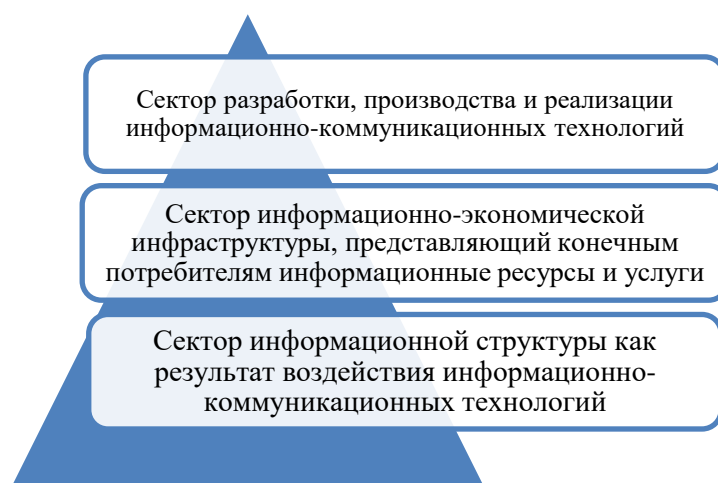 Сектор разработки, производства и реализации
информационно-коммуникационных технологий
Сектор информационно-экономической
инфраструктуры, представляющий конечным
потребителям информационные ресурсы и услуги
Сектор информационной структуры как
результат воздействия информационно-
коммуникационных технологий